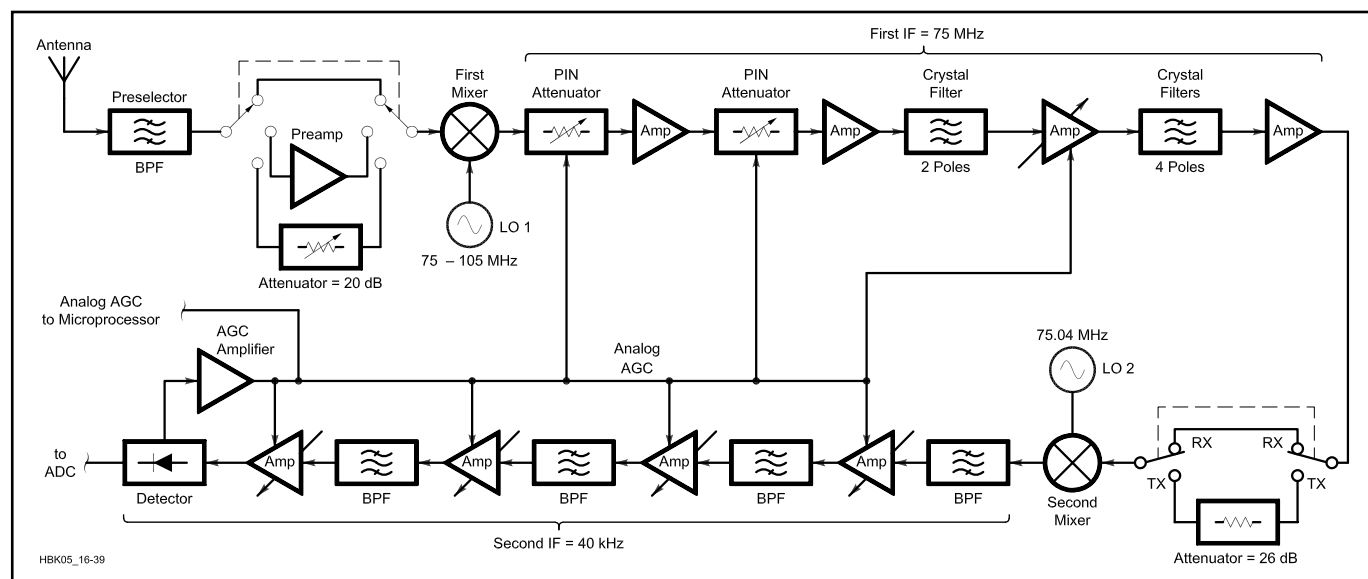 First IF = 75 MHz
Antenna
Preselector
BPF
Preamp
Attenuator = 20 dB
First
Mixer
LO 1
75 – 105 MHz
PIN
Attenuator
Amp
PIN
Attenuator
Amp
Crystal
Filter
2 Poles
Amp
Crystal
Filters
4 Poles
Amp
Analog AGC
to Microprocessor
AGC
Amplifier
Analog
AGC
75.04 MHz
LO 2
to
ADC
Detector
Amp
BPF
Amp
BPF
Amp
BPF
Amp
BPF
Second
Mixer
RX
RX
TX
TX
Attenuator = 26 dB
Second IF = 40 kHz
HBK05_16-39